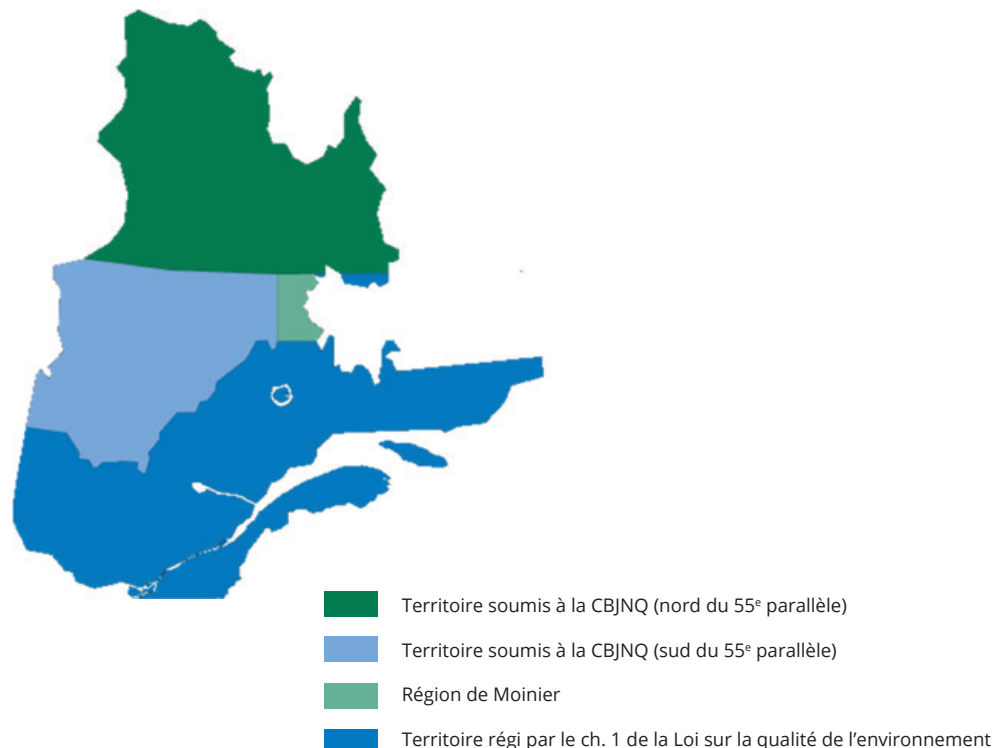 Territoire soumis à la CBJNQ (nord du 55e parallèle)
Territoire soumis à la CBJNQ (sud du 55e parallèle)
Région de Moinier
Territoire régi par le ch. 1 de la Loi sur la qualité de l’environnement